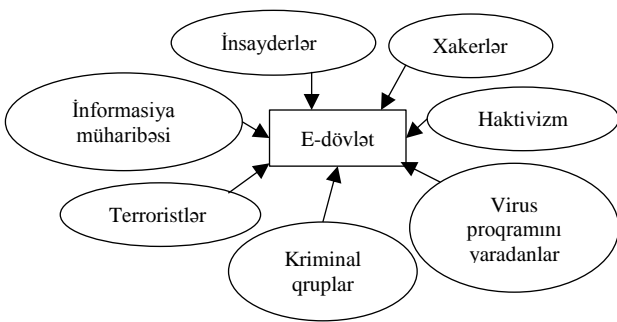 İnsayderlər
Xakerlər
İnformasiya
müharibəsi
E-dövlət
Haktivizm
Terroristlər
Virus
proqramını
yaradanlar
Kriminal
qruplar